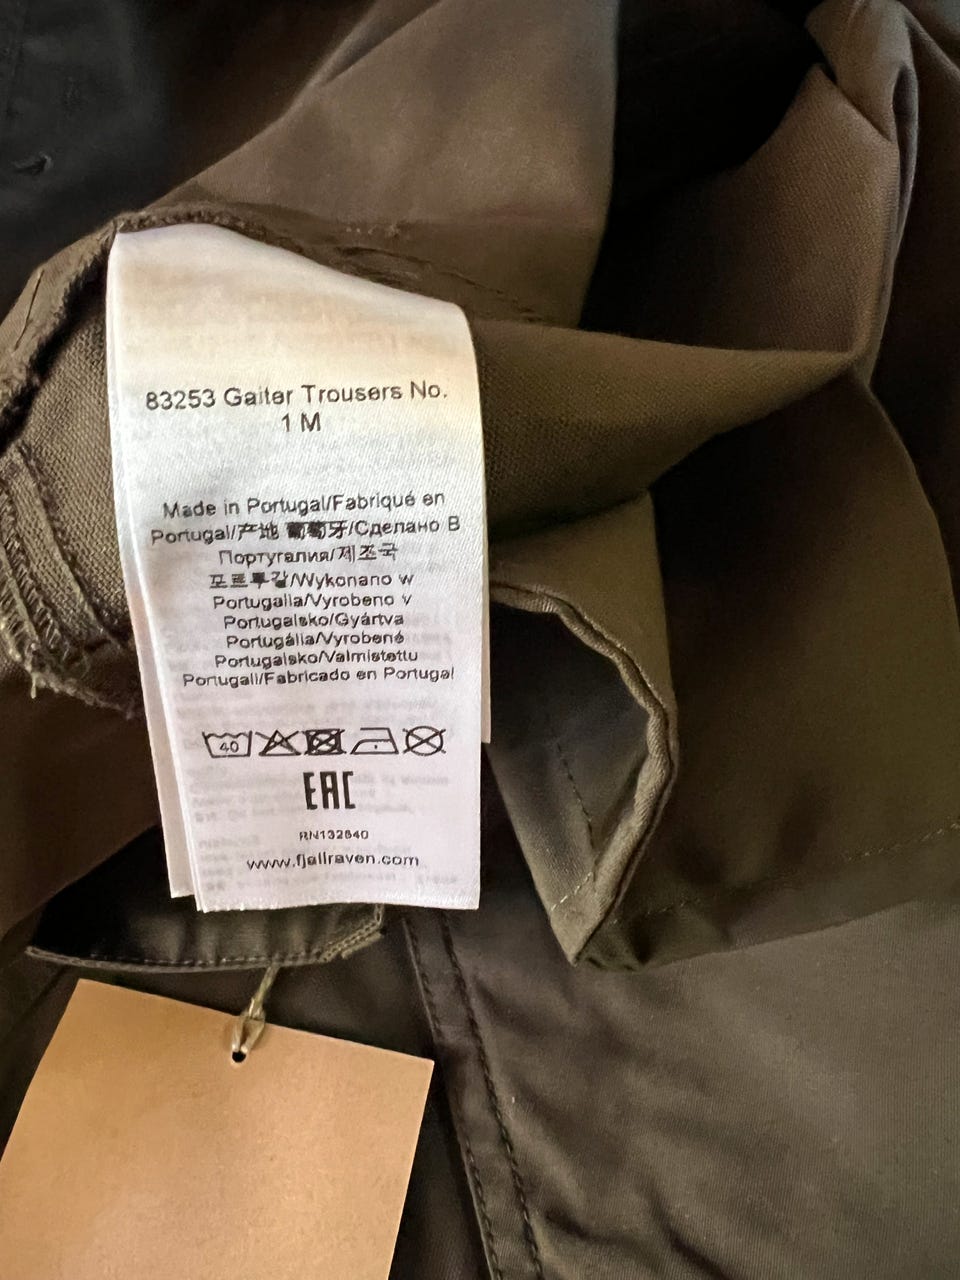 83253 Gaiter Trousers No.
1 M
Made in Portugal/Fabriqué en
Portugal/产地 葡萄牙/Сделано В
Португалия/제조국
포르투갈/Wykonano w
Portugalia/Vyrobeno v
Portugalsko/Gyártva
Portugália/Vyrobené
Portugalsko/Valmistettu
Portugali/Fabricado en Portugal
40
EAC
RN132640
www.fjallraven.com